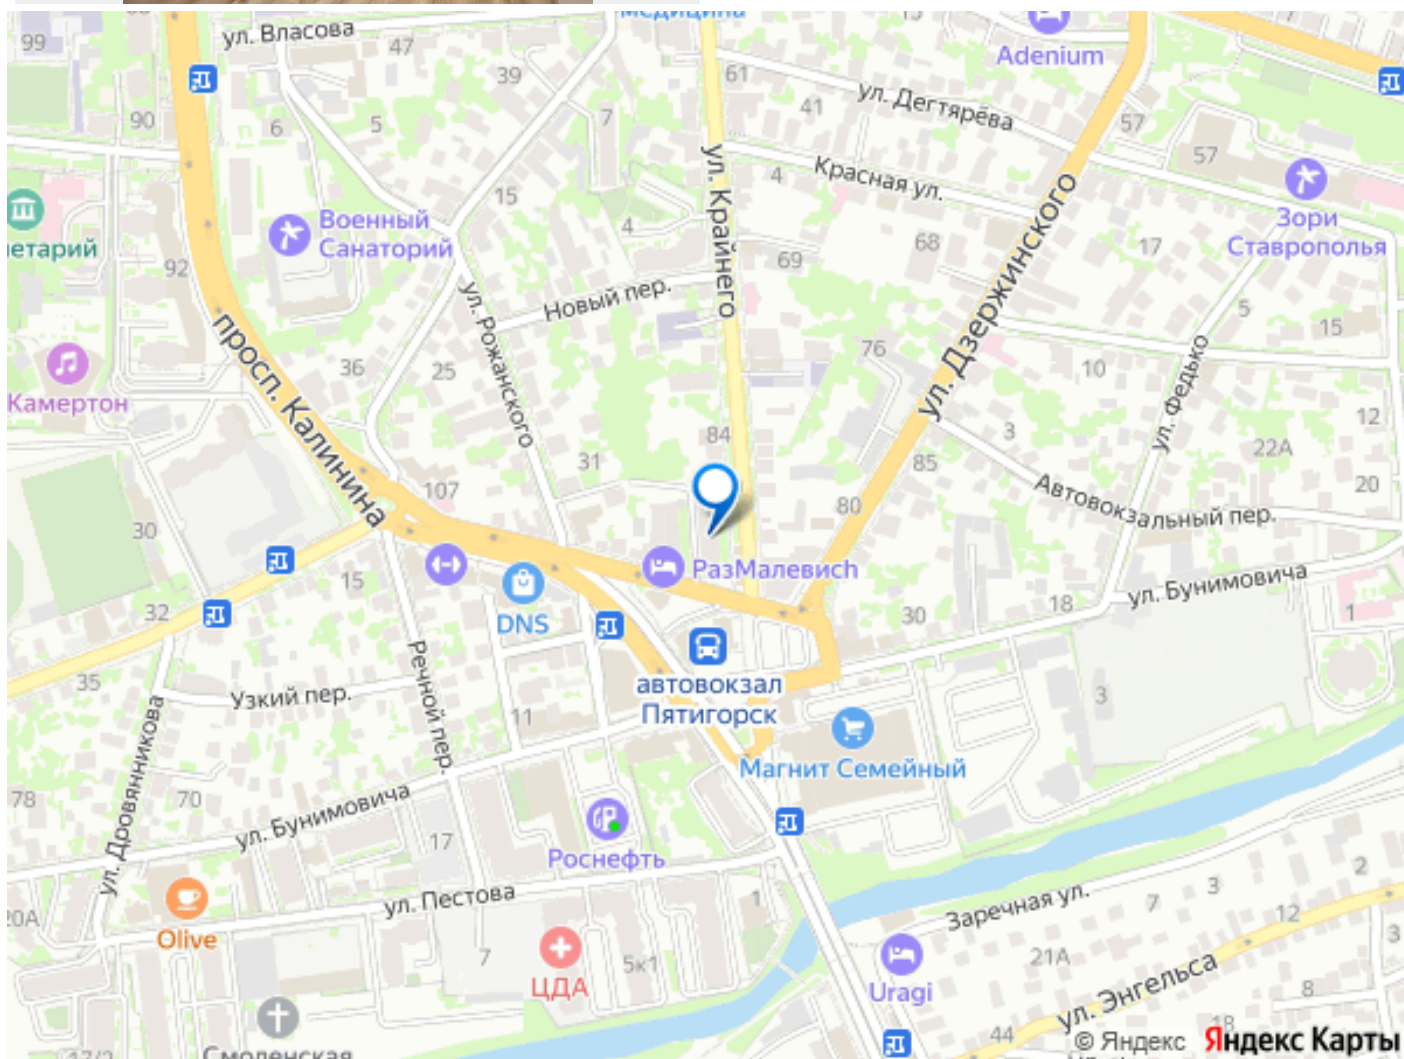 медицина
99
ул. Власова
47
39
61
Adenium
41
ул. Дегтярёва
57
90
6
5
7
57
4
Красная ул.
15
4
Военный
Санаторий
ул. Крайнего
Зори
Ставрополья
етарий
92
69
68
17
Новый пер.
ул. Рожанского
ул. Дзержинского
5
15
просп. Калинина
36
25
76
10
ул. Федько
Камертон
12
84
3
22А
31
85
20
107
80
Автовокзальный пер.
30
РазМалевич
15
DNS
32
30
18
ул. Бунимовича
1
Речной пер.
автовокзал
Пятигорск
35
Узкий пер.
11
3
ул. Дровянникова
Магнит Семейный
78
70
ул. Бунимовича
17
Роснефть
2
ул. Пестова
1
Заречная ул.
7
3
12
20А
Olive
3
7
5к1
21А
ЦДА
Uragi
ул. Энгельса
8
44
18
© Яндекс
Яндекс Карты
Смоленская